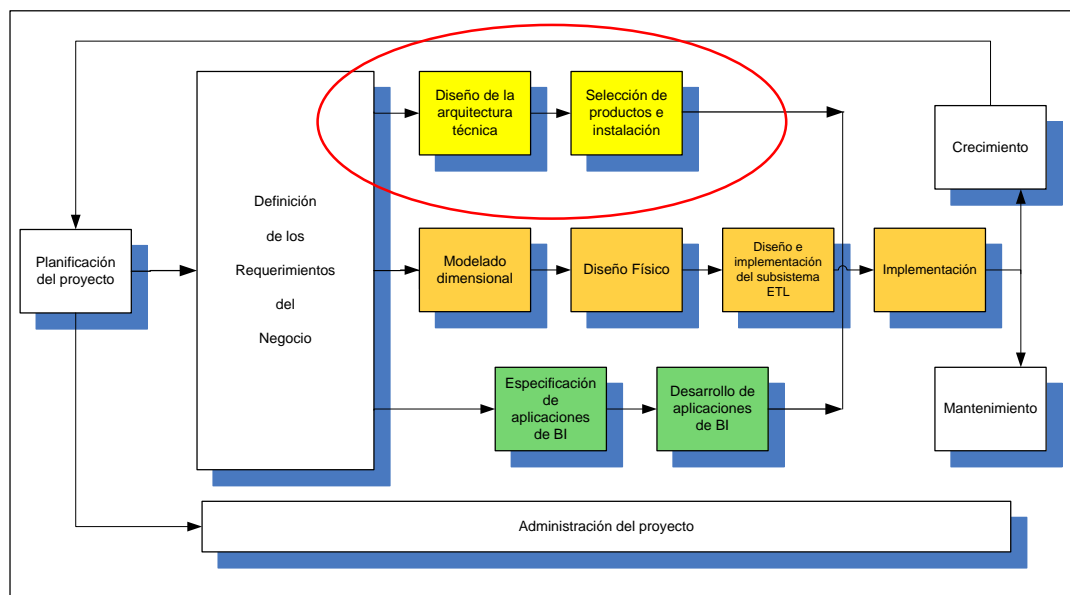 Planificación
del proyecto
Definición
de los
Requerimientos
del
Negocio
Diseño de la
arquitectura
técnica
Selección de
productos e
instalación
Modelado
dimensional
Diseño Físico
Diseño e
implementación
del subsistema
ETL
Implementación
Especificación
de
aplicaciones
de BI
Desarrollo de
aplicaciones
de BI
Crecimiento
Mantenimiento
Administración del proyecto